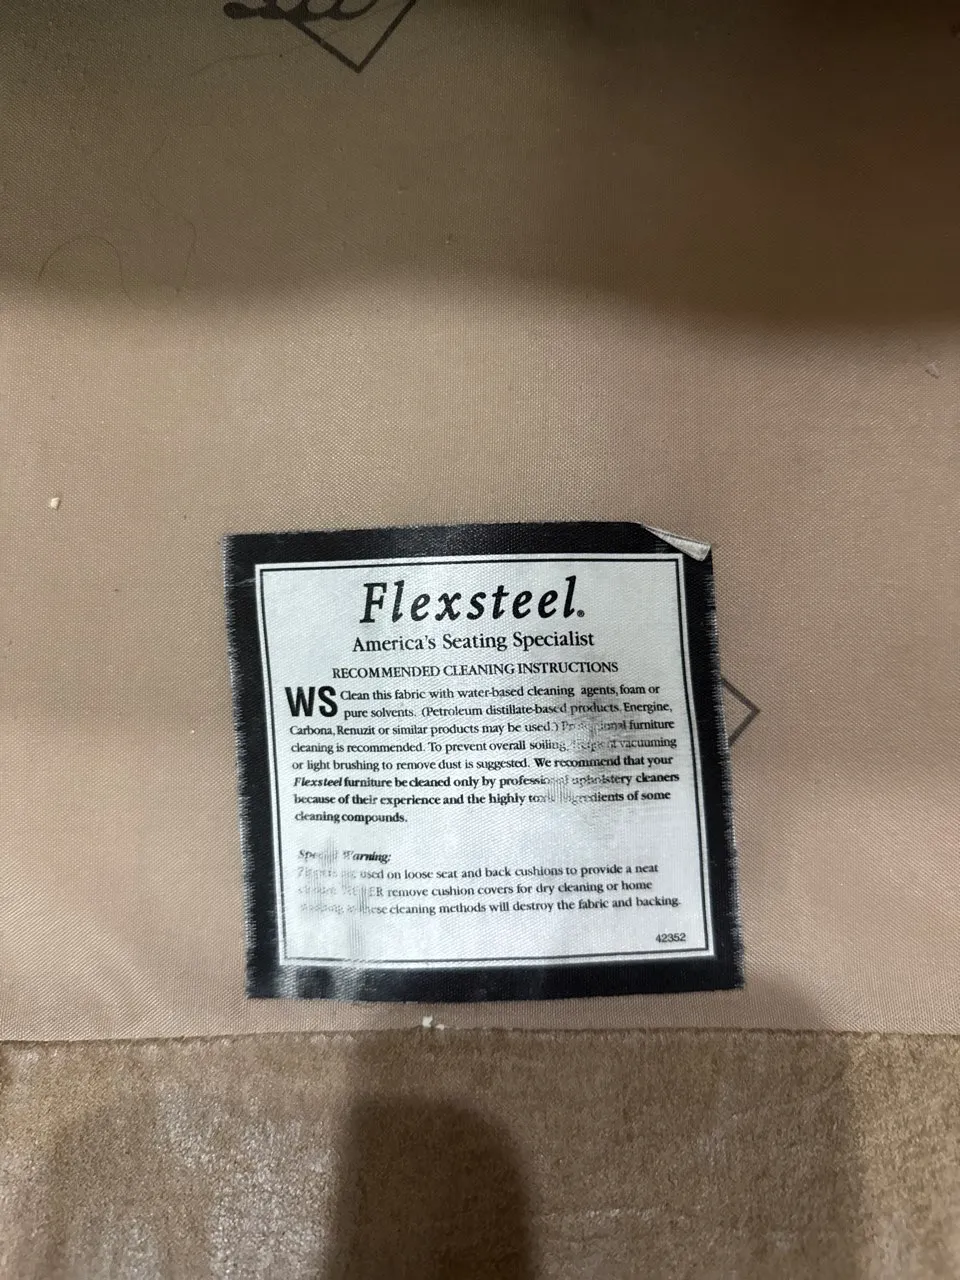 Flexsteel®
America's Seating Specialist
RECOMMENDED CLEANING INSTRUCTIONS
WS Clean this fabric with water-based cleaning agents, foam or
pure solvents. (Petroleum distillate-based products. Energine,
Carbona, Renuzit or similar products may be used.) Professional furniture
cleaning is recommended. To prevent overall soiling, frequent vacuuming
or light brushing to remove dust is suggested. We recommend that your
Flexsteel furniture be cleaned only by professional upholstery cleaners
because of their experience and the highly toxic ingredients of some
cleaning compounds.
Special Warning:
used on loose seat and back cushions to provide a neat
remove cushion covers for dry cleaning or home
these cleaning methods will destroy the fabric and backing.
42352